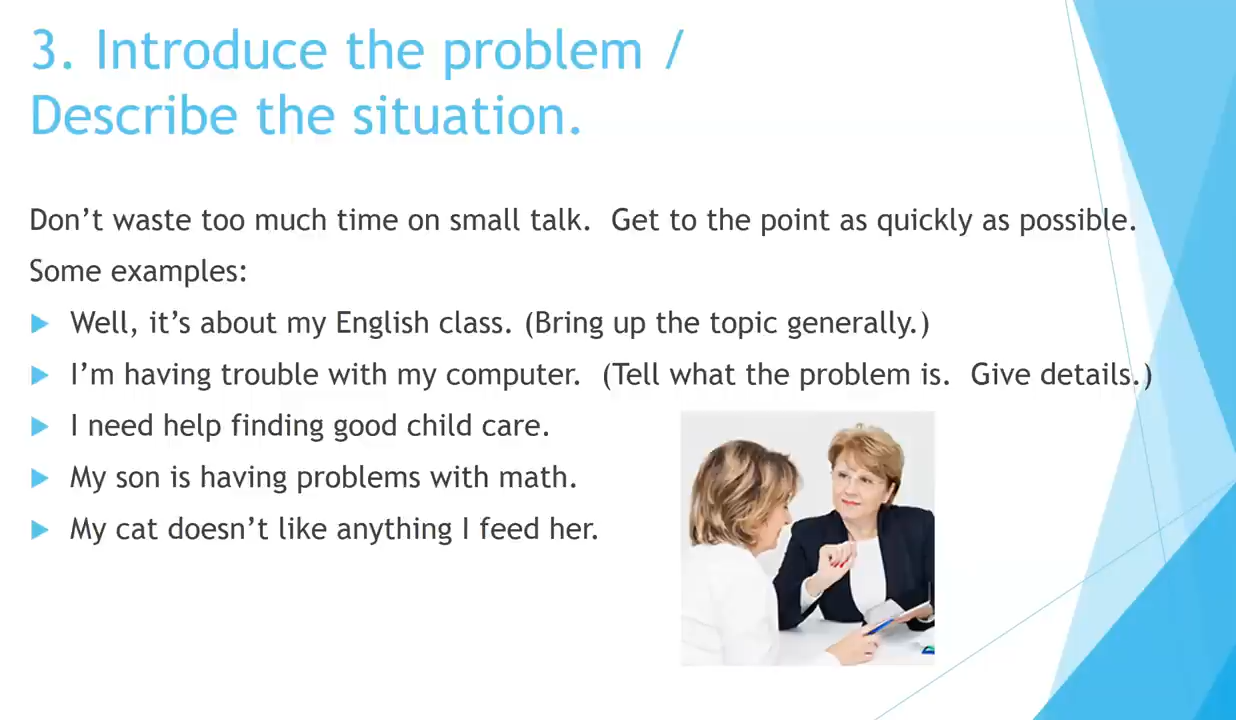 3. Introduce the problem /
Describe the situation.
Don’t waste too much time on small talk.  Get to the point as quickly as possible.
Some examples:
Well, it’s about my English class. (Bring up the topic generally.)
I’m having trouble with my computer.  (Tell what the problem is.  Give details.)
I need help finding good child care.
My son is having problems with math.
My cat doesn’t like anything I feed her.